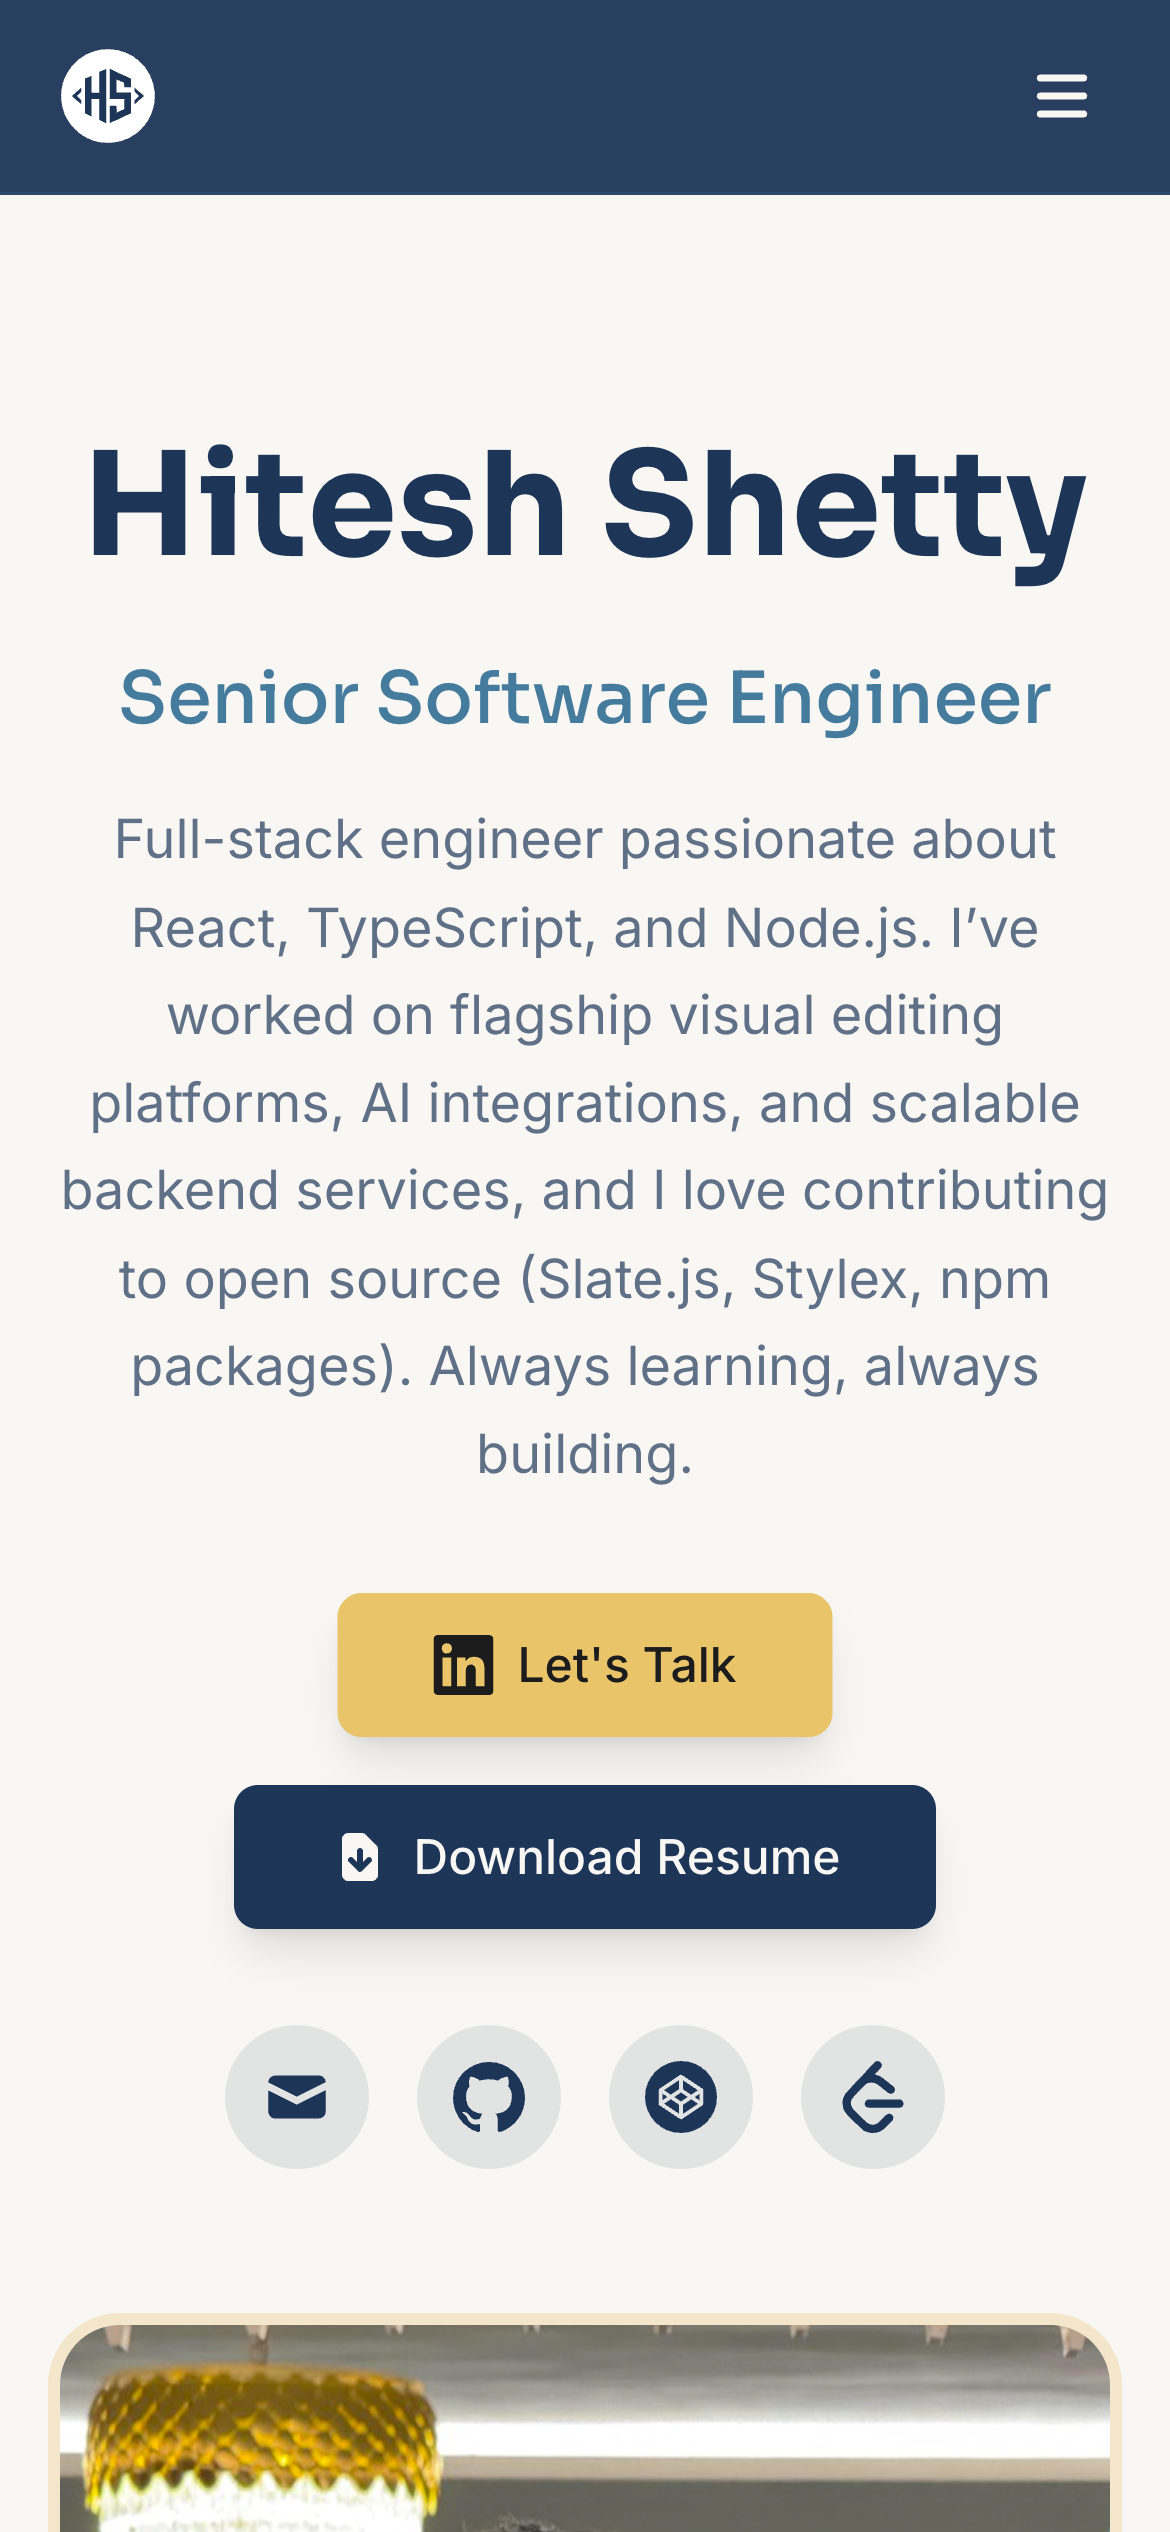 <HS>
Hitesh Shetty
Senior Software Engineer
Full-stack engineer passionate about
React, TypeScript, and Node.js. I’ve
worked on flagship visual editing
platforms, AI integrations, and scalable
backend services, and I love contributing
to open source (Slate.js, Stylex, npm
packages). Always learning, always
building.
in Let's Talk
Download Resume